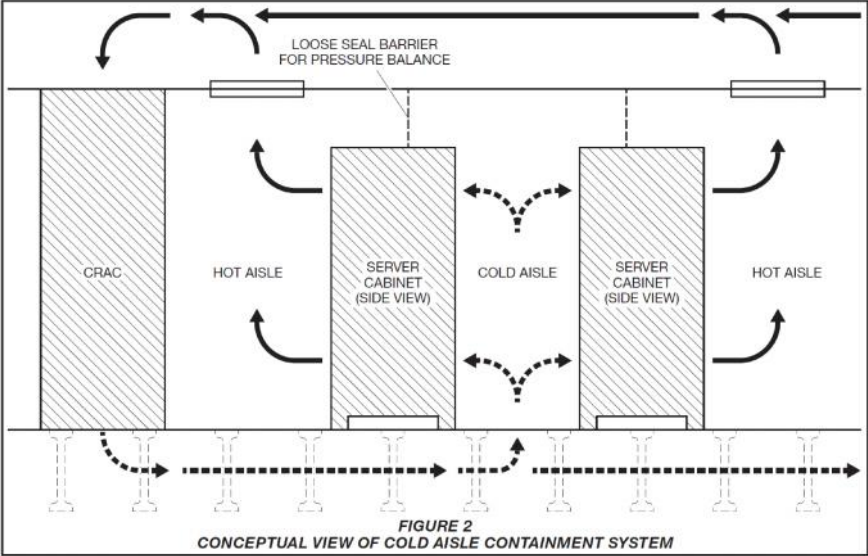 LOOSE SEAL BARRIER
FOR PRESSURE BALANCE
CRAC
HOT AISLE
SERVER
CABINET
(SIDE VIEW)
COLD AISLE
SERVER
CABINET
(SIDE VIEW)
HOT AISLE
FIGURE 2
CONCEPTUAL VIEW OF COLD AISLE CONTAINMENT SYSTEM